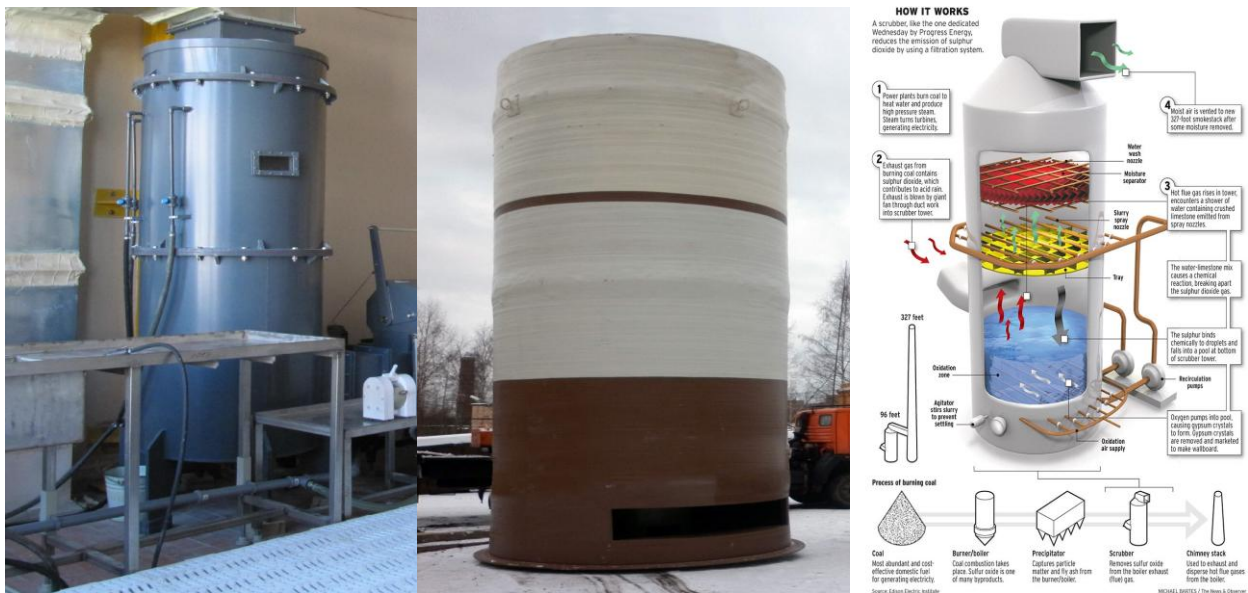 HOW IT WORKS
A scrubber, like the one dedicated
Wednesday by Progress Energy,
reduces the emission of sulphur
dioxide by using a filtration system.
1
Power plants burn coal to
heat water and produce
high pressure steam.
Steam turns turbines,
generating electricity.
2
Exhaust gas from
burning coal contains
sulphur dioxide, which
contributes to acid rain.
Exhaust is blown by giant
fan through duct work
into scrubber tower.
4
Moist air is vented to new
327-foot smokestack after
some moisture removed.
Water
wash
nozzle
Moisture
separator
3
Hot flue gas rises in tower,
encounters a shower of
water containing crushed
limestone emitted from
spray nozzles.
Slurry
spray
nozzle
Tray
The water-limestone mix
causes a chemical
reaction, breaking apart
the sulphur dioxide gas.
327 feet
96 feet
The sulphur binds
chemically to droplets and
falls into a pool at bottom
of scrubber tower.
Oxidation
zone
Recirculation
pumps
Agitator
stirs slurry
to prevent
settling
Oxidation
air supply
Oxygen pumps into pool,
causing gypsum crystals
to form. Gypsum crystals
are removed and marketed
to make wallboard.
Process of burning coal
Coal
Most abundant and cost-
effective domestic fuel
for generating electricity.
Burner/boiler
Coal combustion takes
place. Sulfur oxide is one
of many byproducts.
Precipitator
Captures particle
matter and fly ash from
the burner/boiler.
Scrubber
Removes sulfur oxide
from the boiler exhaust
(flue) gas.
Chimney stack
Used to exhaust and
disperse hot flue gases
from the boiler.
Source: Edison Electric Institute
MICHAEL BARTES / The News & Observer